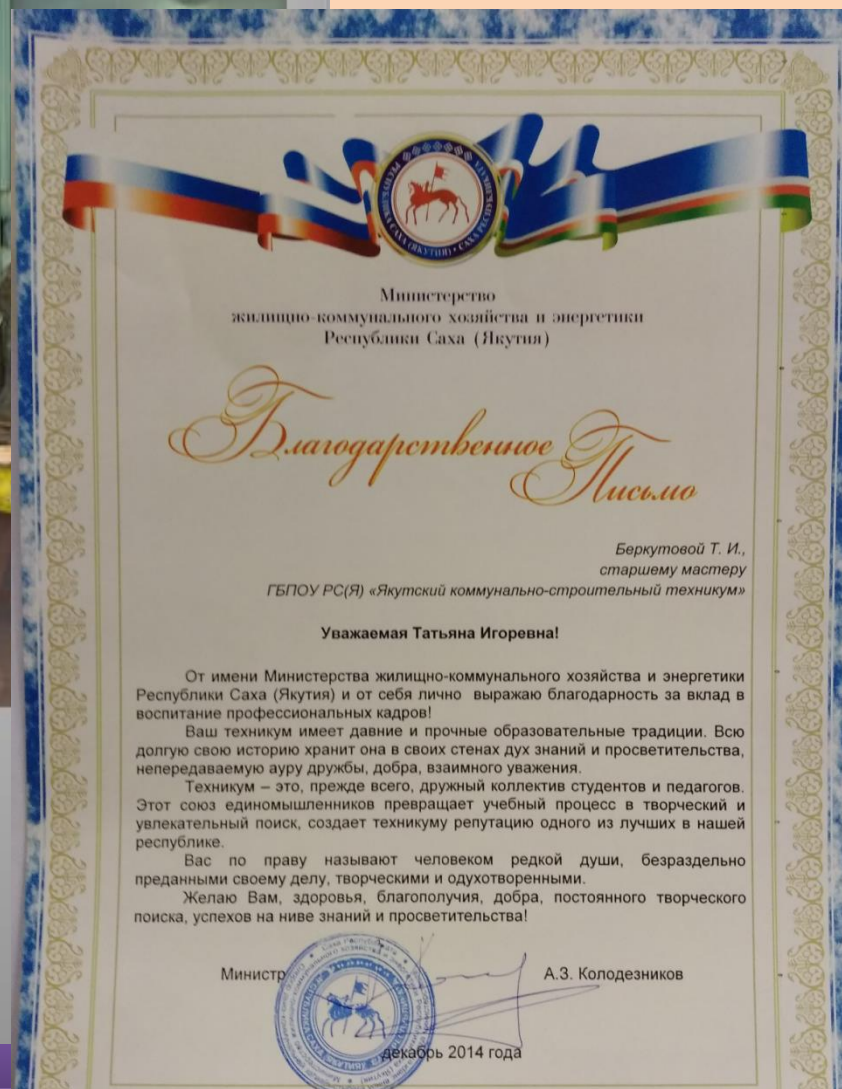 РЕСПУБЛИКА САХА (ЯКУТИЯ) • САХА РЕСПУБЛИКАТА
Министерство
жилищно-коммунального хозяйства и энергетики
Республики Саха (Якутия)
Благодарственное
Письмо
Беркутовой Т. И.,
старшему мастеру
ГБПОУ РС(Я) «Якутский коммунально-строительный техникум»
Уважаемая Татьяна Игоревна!
От имени Министерства жилищно-коммунального хозяйства и энергетики
Республики Саха (Якутия) и от себя лично выражаю благодарность за вклад в
воспитание профессиональных кадров!
Ваш техникум имеет давние и прочные образовательные традиции. Всю
долгую свою историю хранит она в своих стенах дух знаний и просветительства,
непередаваемую ауру дружбы, добра, взаимного уважения.
Техникум – это, прежде всего, дружный коллектив студентов и педагогов.
Этот союз единомышленников превращает учебный процесс в творческий и
увлекательный поиск, создает техникуму репутацию одного из лучших в нашей
республике.
Вас по праву называют человеком редкой души, безраздельно
преданными своему делу, творческими и одухотворенными.
Желаю Вам, здоровья, благополучия, добра, постоянного творческого
поиска, успехов на ниве знаний и просветительства!
Министр
А.З. Колодезников
декабрь 2014 года